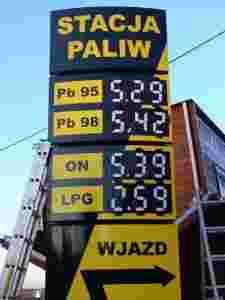 STACJA
PALIW
Pb 95 5.29
Pb 98 5.42
ON 5.39
LPG 2.59
WJAZD